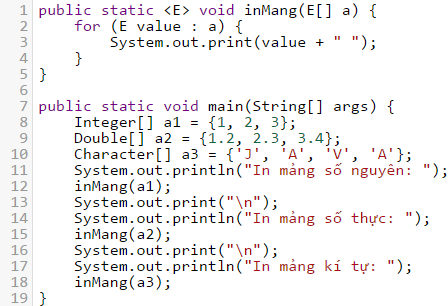 1 public static <E> void inMang(E[] a) {
2     for (E value : a) {
3         System.out.print(value + " ");
4     }
5 }
6
7 public static void main(String[] args) {
8     Integer[] a1 = {1, 2, 3};
9     Double[] a2 = {1.2, 2.3, 3.4};
10     Character[] a3 = {'J', 'A', 'V', 'A'};
11     System.out.println("In mảng số nguyên: ");
12     inMang(a1);
13     System.out.print("\n");
14     System.out.println("In mảng số thực: ");
15     inMang(a2);
16     System.out.print("\n");
17     System.out.println("In mảng kí tự: ");
18     inMang(a3);
19 }